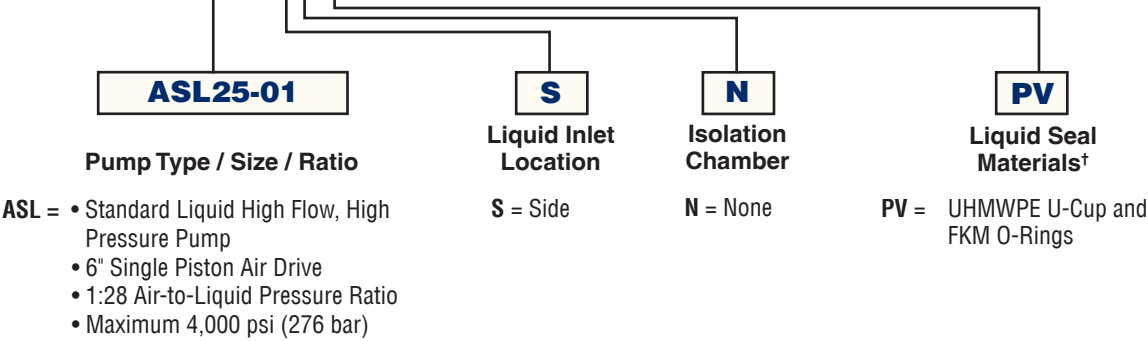 ASL25-01
S
N
PV
Pump Type / Size / Ratio
Liquid Inlet
Location
Isolation
Chamber
Liquid Seal
Materials†
ASL = • Standard Liquid High Flow, High
Pressure Pump
• 6" Single Piston Air Drive
• 1:28 Air-to-Liquid Pressure Ratio
• Maximum 4,000 psi (276 bar)
S = Side
N = None
PV = UHMWPE U-Cup and
FKM O-Rings